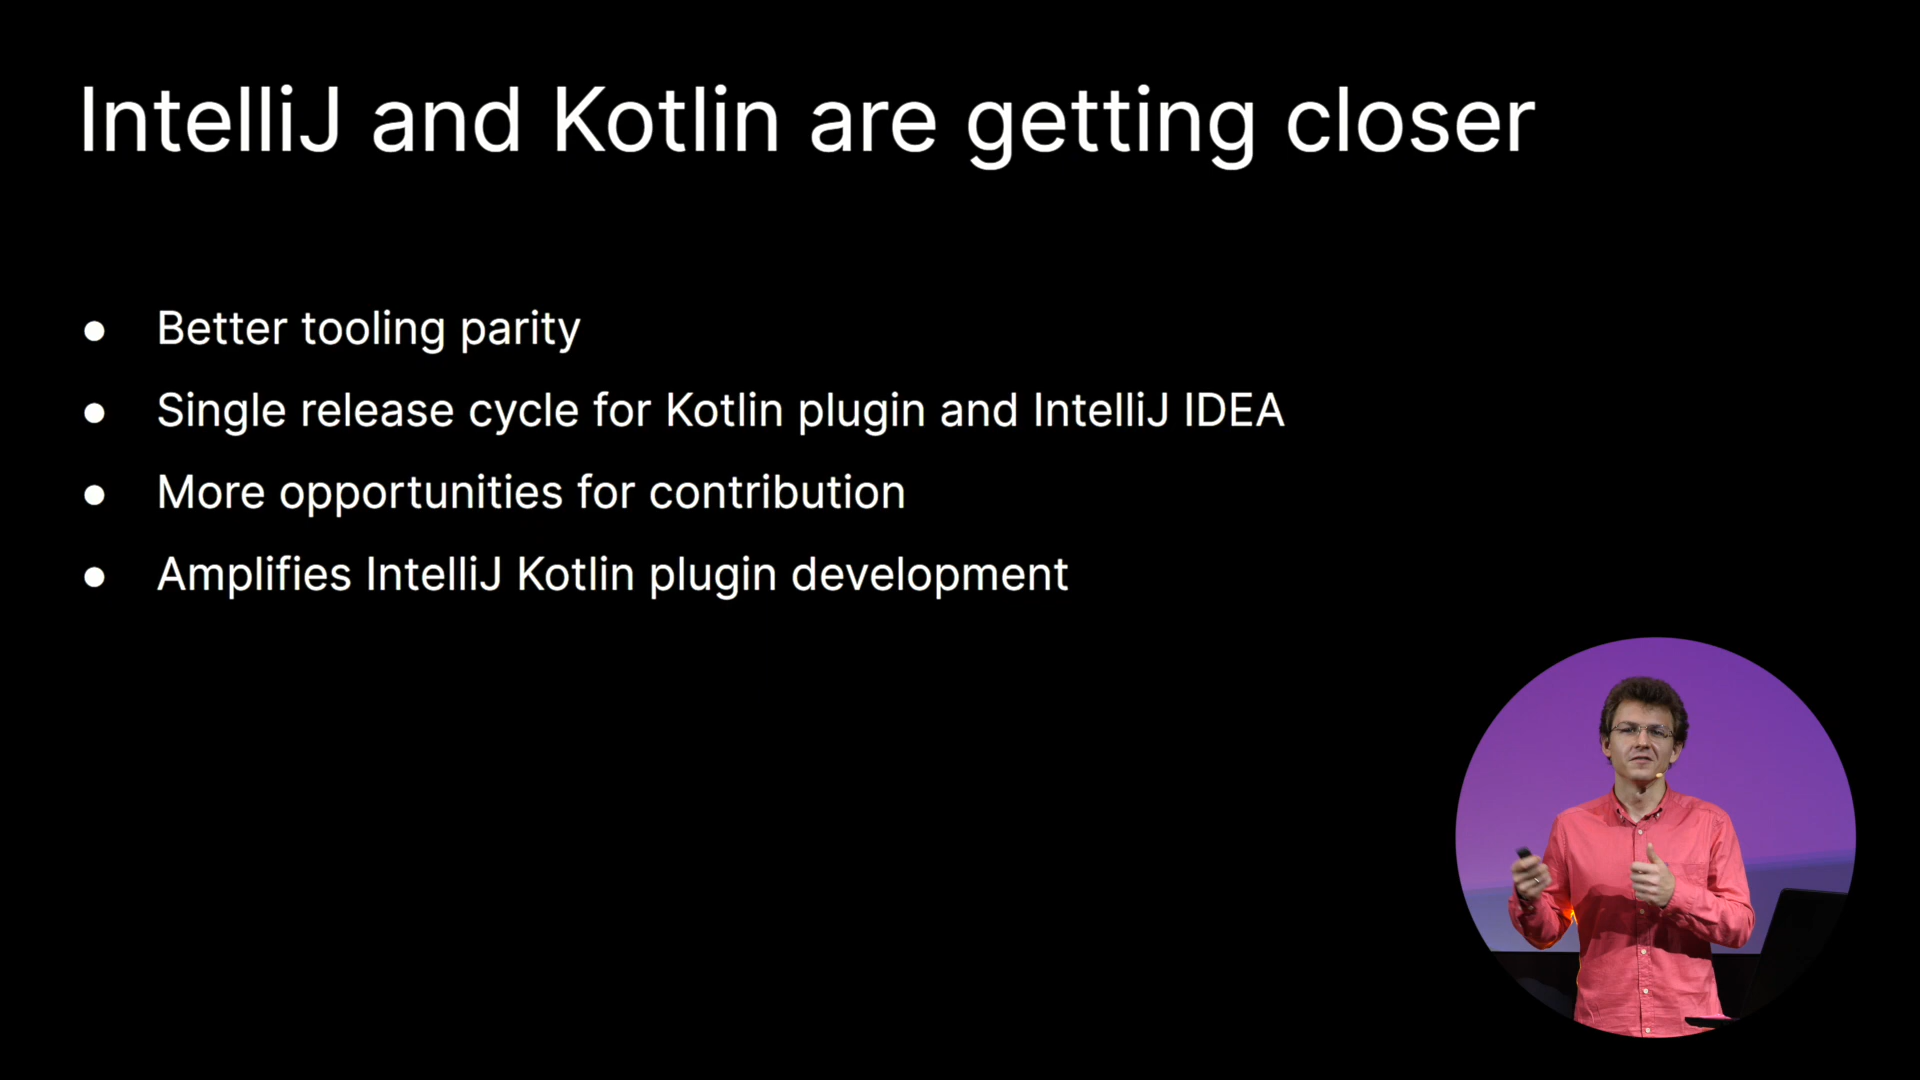 IntelliJ and Kotlin are getting closer
● Better tooling parity
● Single release cycle for Kotlin plugin and IntelliJ IDEA
● More opportunities for contribution
● Amplifies IntelliJ Kotlin plugin development